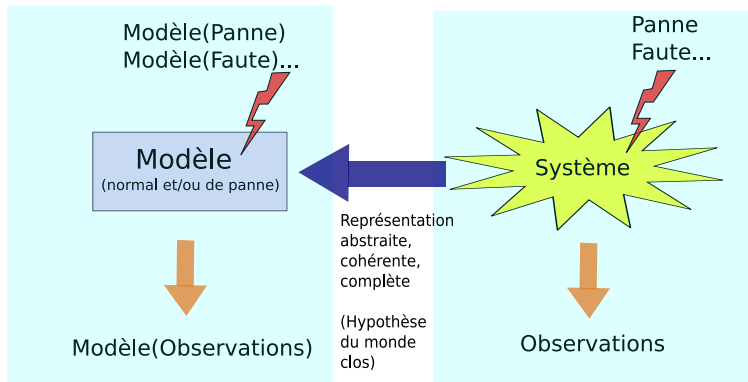 Modèle(Panne)
Modèle(Faute)...
Modèle
(normal et/ou de panne)
Modèle(Observations)
Représentation
abstraite,
cohérente,
complète
(Hypothèse
du monde
clos)
Panne
Faute...
Système
Observations